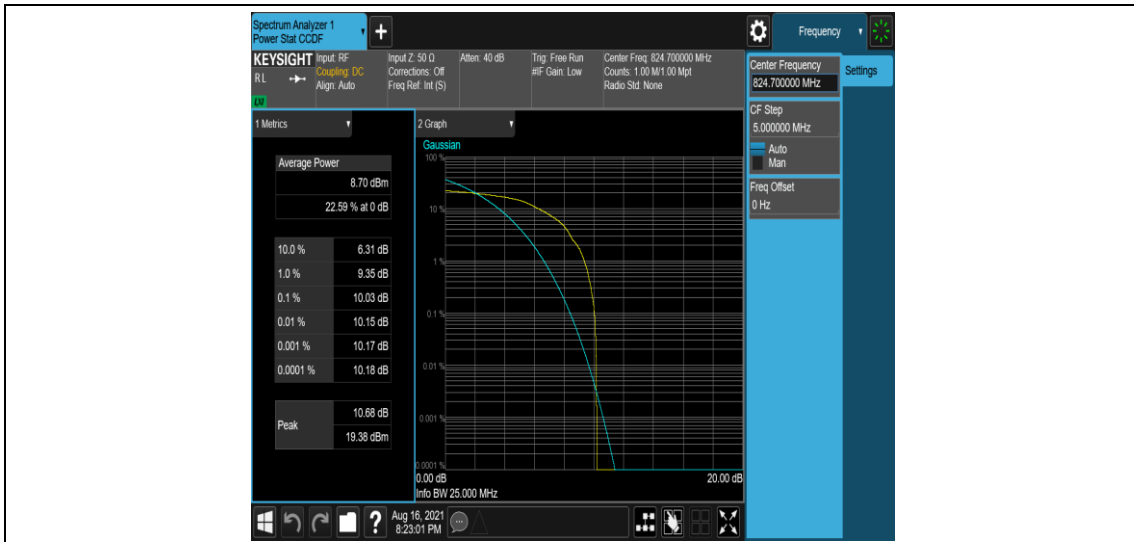 Spectrum Analyzer 1
Power Stat CCDF
+
Frequency
KEYSIGHT
RL
LM
Input: RF
Coupling: DC
Align: Auto
Input Z: 50 Ω
Corrections: Off
Freq Ref: Int (S)
Atten: 40 dB
Trig: Free Run
#IF Gain: Low
Center Freq: 824.700000 MHz
Counts: 1.00 M/1.00 Mpt
Radio Std: None
Center Frequency
824.700000 MHz
Settings
CF Step
5.000000 MHz
Auto
Man
Freq Offset
0 Hz
1 Metrics
Average Power
8.70 dBm
22.59 % at 0 dB
10.0 % 6.31 dB
1.0 % 9.35 dB
0.1 % 10.03 dB
0.01 % 10.15 dB
0.001 % 10.17 dB
0.0001 % 10.18 dB
Peak
10.68 dB
19.38 dBm
2 Graph
Gaussian
100 %
10 %
1 %
0.1 %
0.01 %
0.001 %
0.0001 %
0.00 dB 20.00 dB
Info BW 25.000 MHz
?
Aug 16, 2021
8:23:01 PM